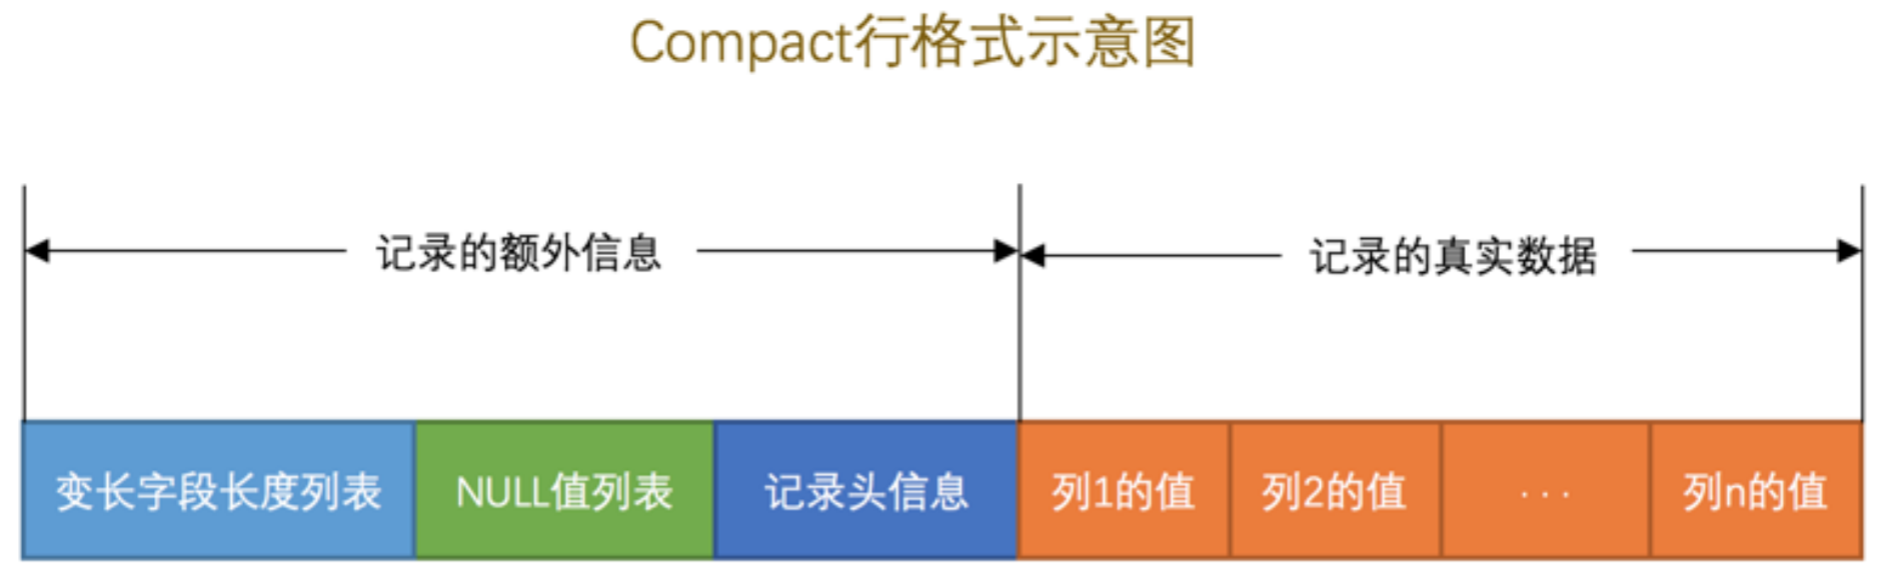 Compact行格式示意图
记录的额外信息 记录的真实数据
变长字段长度列表 NULL值列表 记录头信息 列1的值 列2的值 ... 列n的值